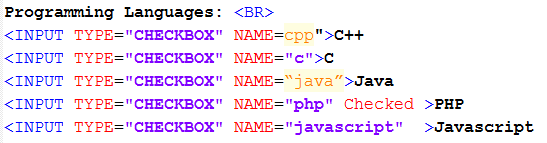 Programming Languages: <BR>
<INPUT TYPE="CHECKBOX" NAME=cpp">C++
<INPUT TYPE="CHECKBOX" NAME="c">C
<INPUT TYPE="CHECKBOX" NAME=“java”>Java
<INPUT TYPE="CHECKBOX" NAME="php" Checked >PHP
<INPUT TYPE="CHECKBOX" NAME="javascript"  >Javascript